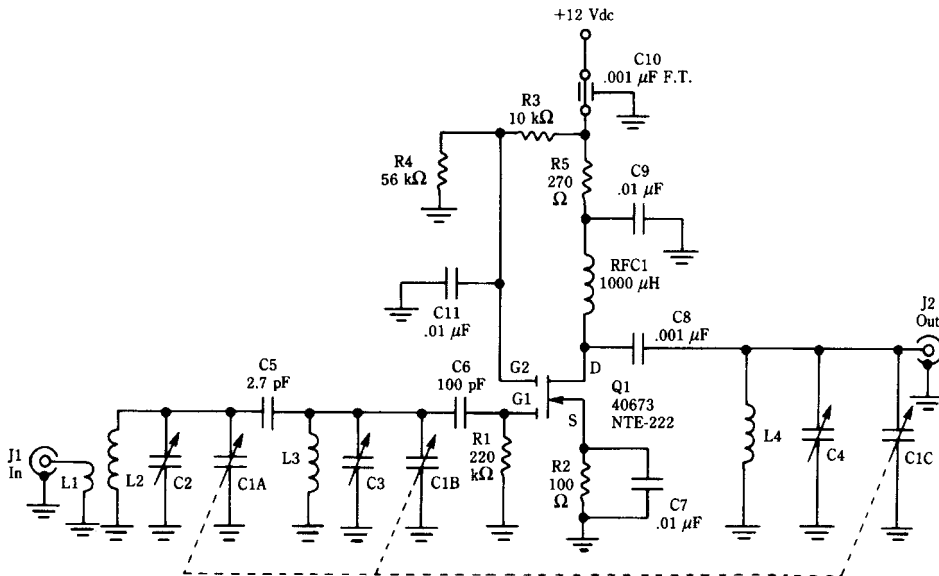 +12 Vdc
C10
.001 μF F.T.
R3
10 kΩ
R4
56 kΩ
R5
270
Ω
C9
.01 μF
RFC1
1000 μH
C11
.01 μF
C8
.001 μF
J2
Out
C5
2.7 pF
C6
100 pF
G2
D
G1
S
Q1
40673
NTE-222
J1
In
L1
L2
C2
C1A
L3
C3
C1B
R1
220
kΩ
R2
100
Ω
C7
.01 μF
L4
C4
C1C